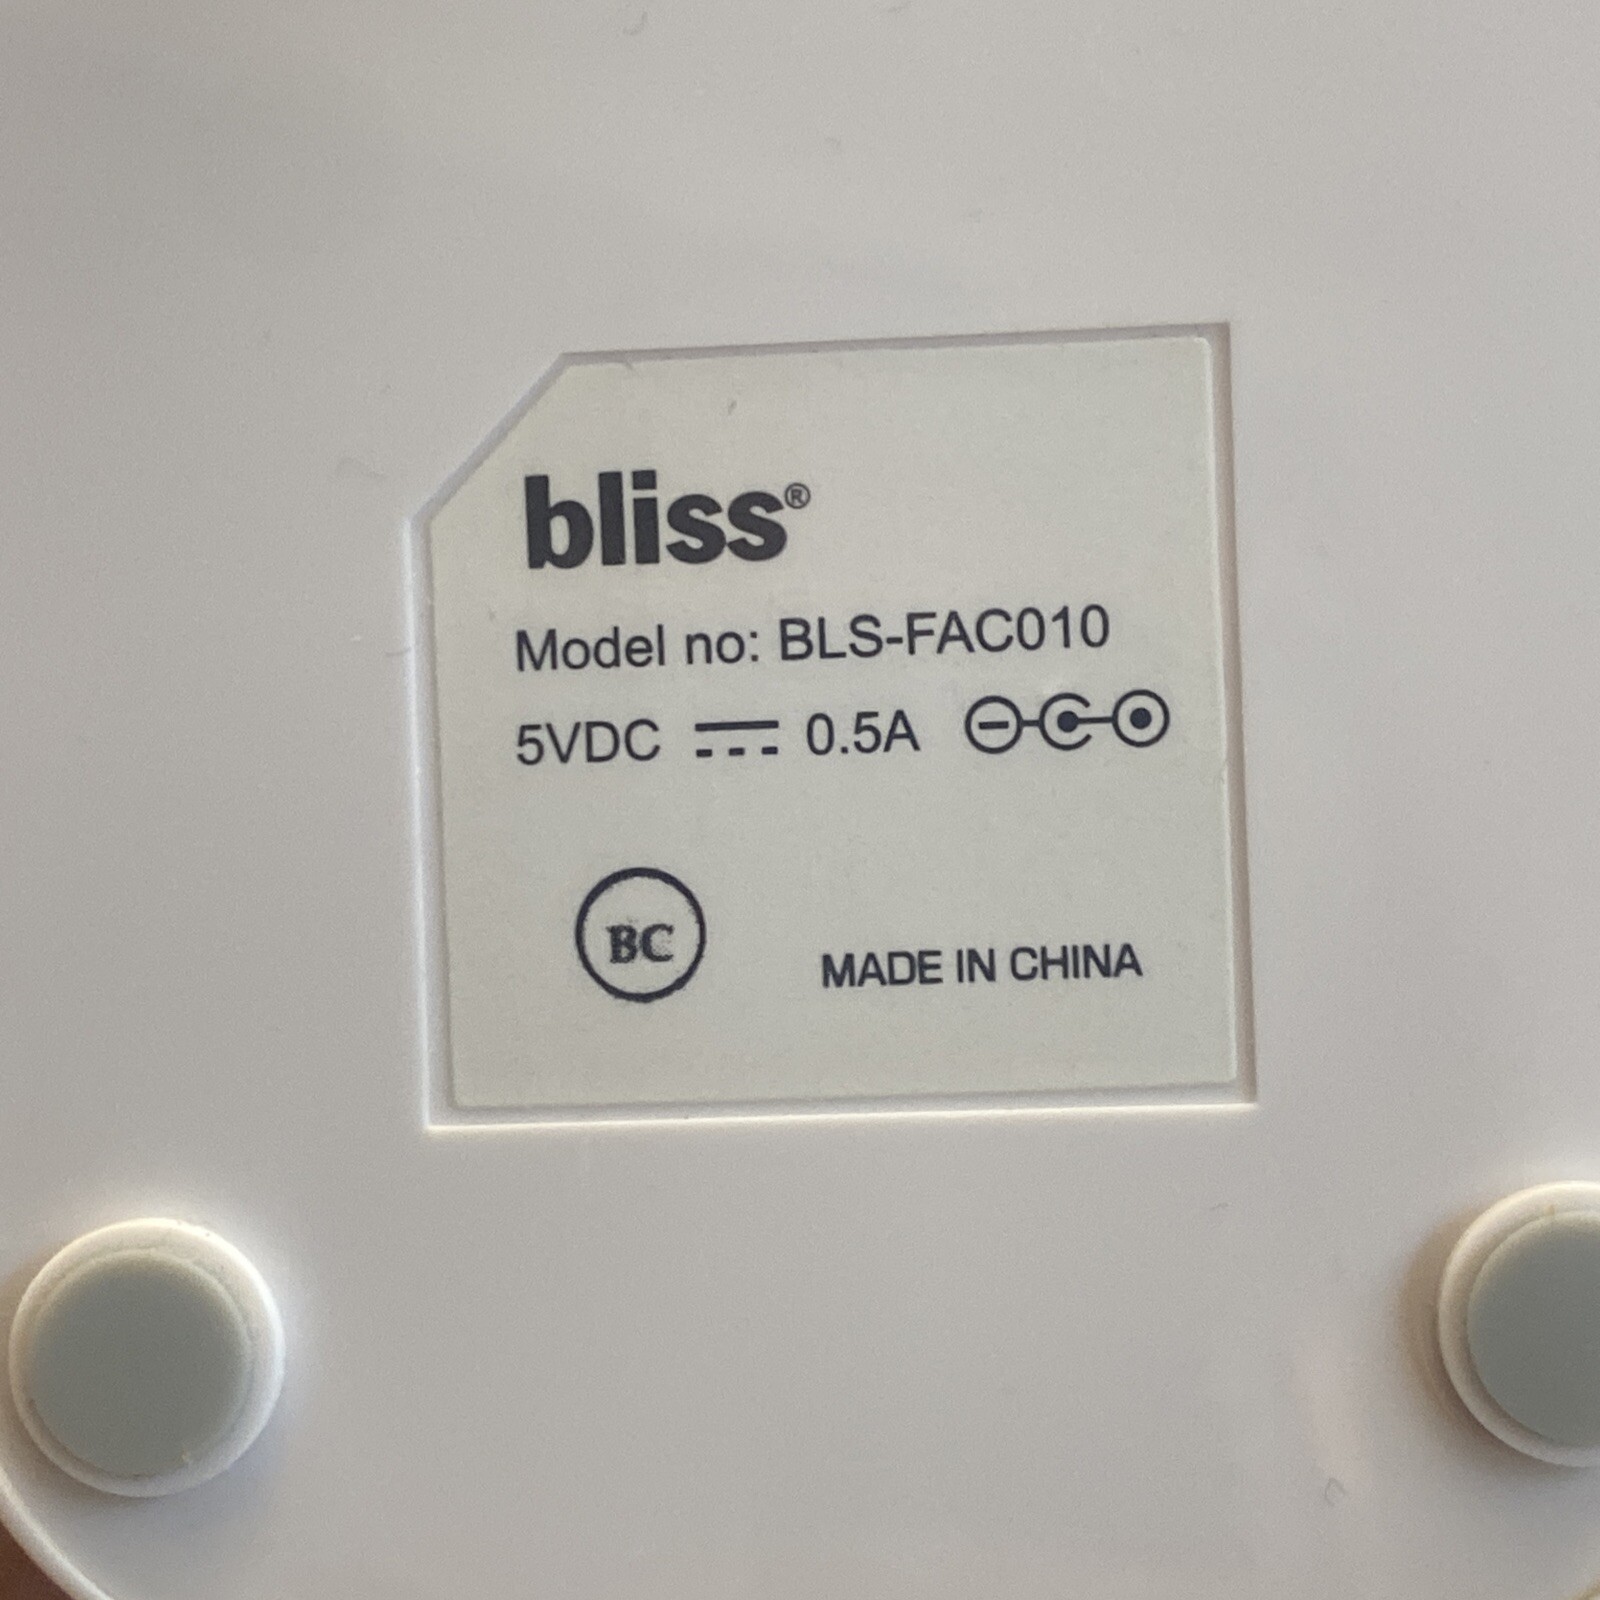 bliss®
Model no: BLS-FAC010
5VDC ⎓ 0.5A
BC
MADE IN CHINA